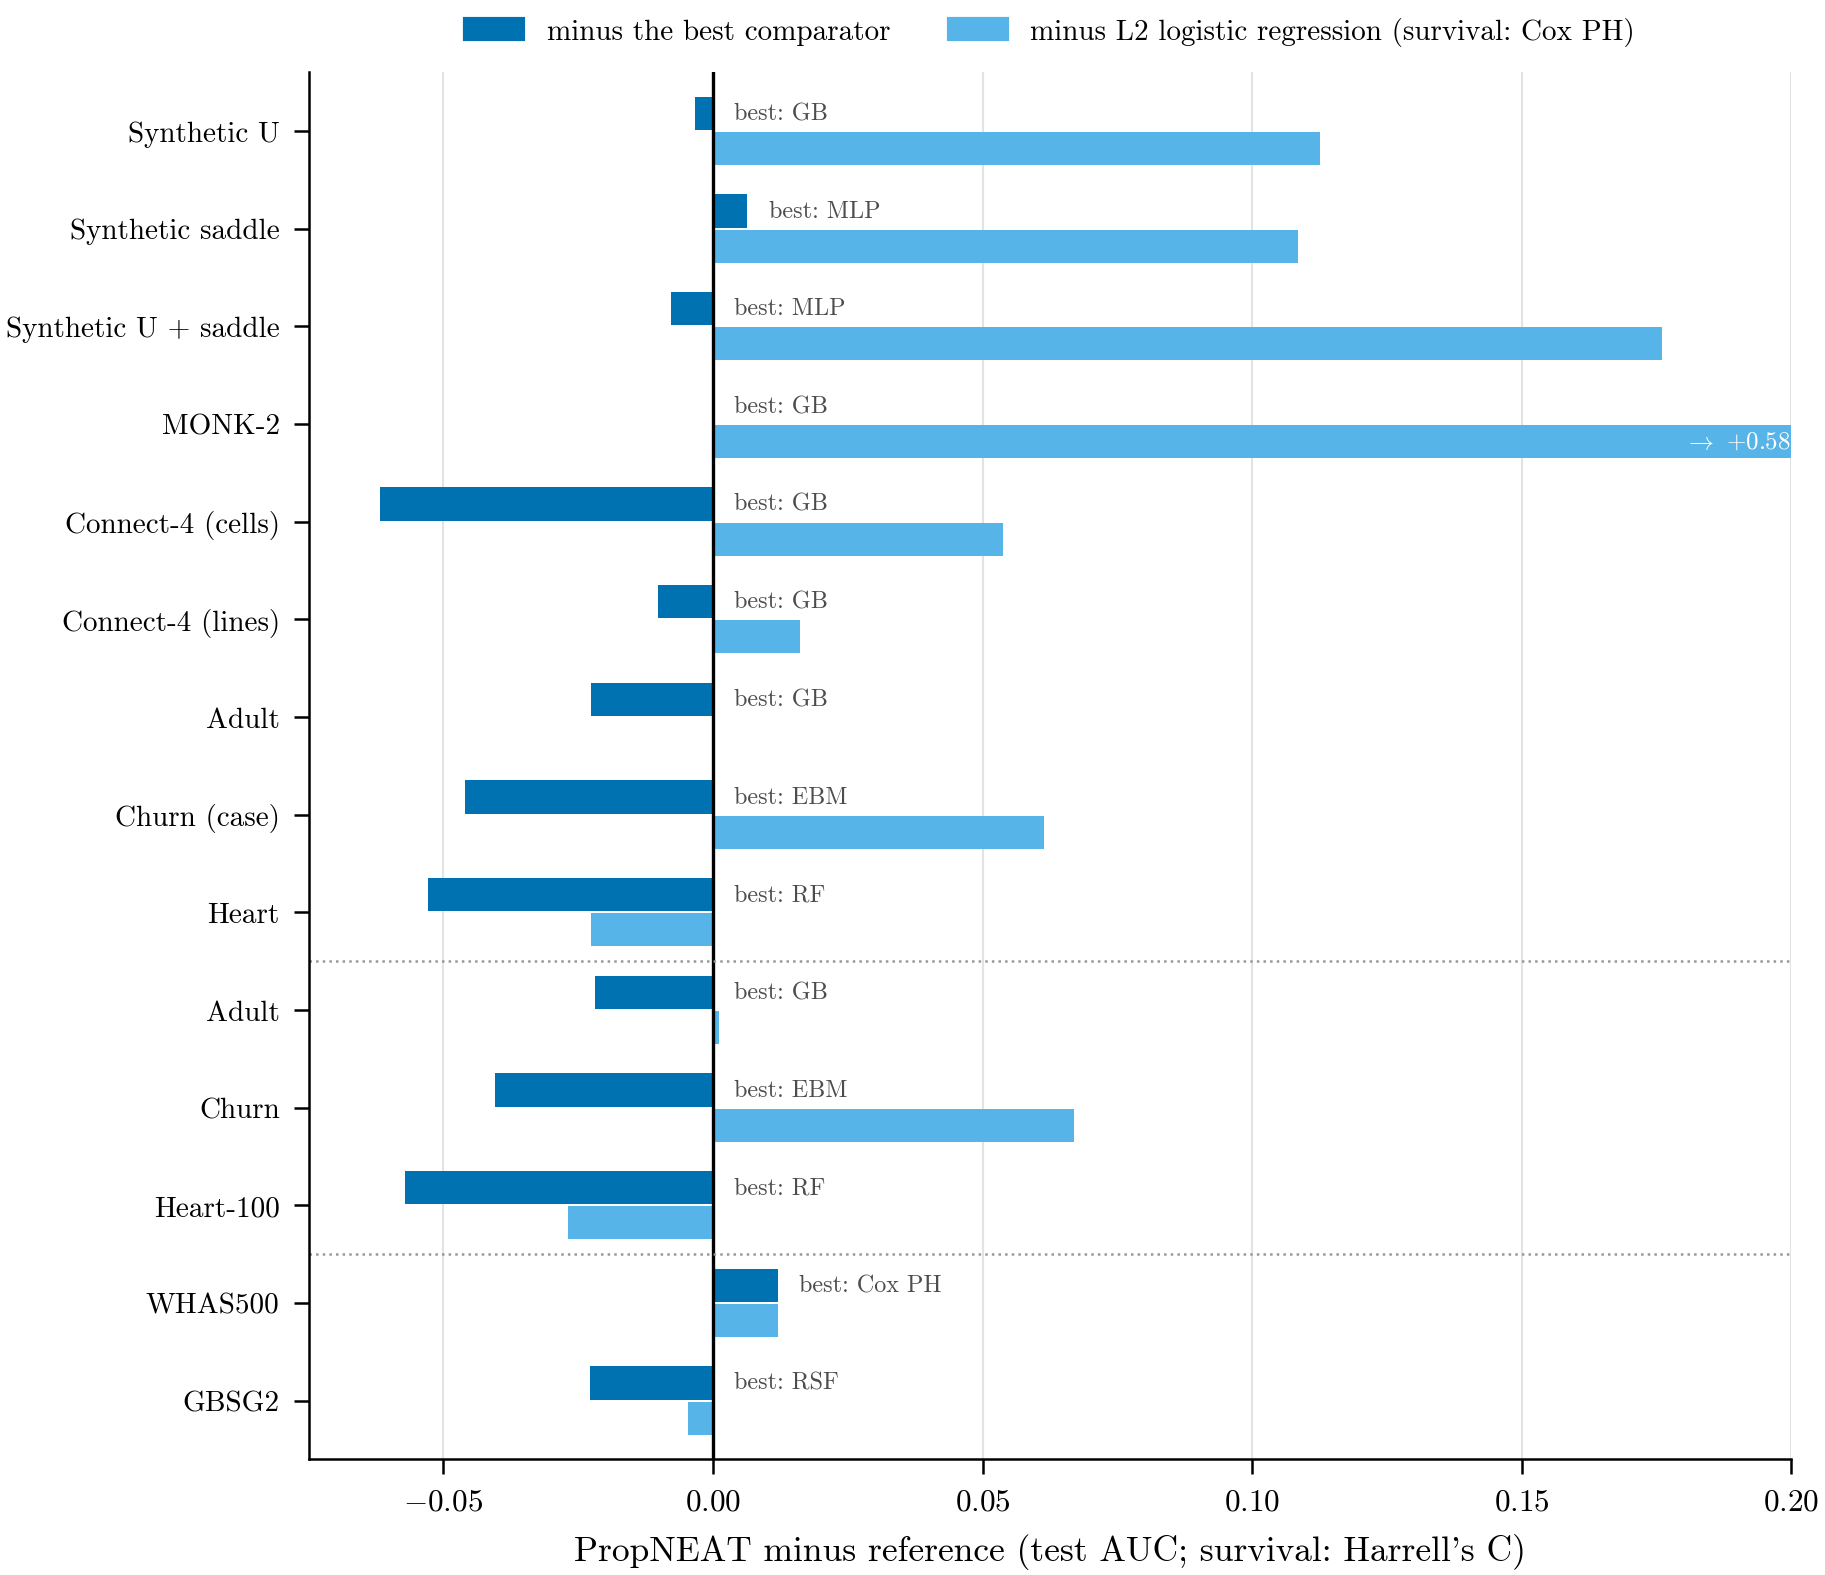 minus the best comparator
minus L2 logistic regression (survival: Cox PH)
Synthetic U
best: GB
Synthetic saddle
best: MLP
Synthetic U + saddle
best: MLP
MONK-2
best: GB
→ +0.58
Connect-4 (cells)
best: GB
Connect-4 (lines)
best: GB
Adult
best: GB
Churn (case)
best: EBM
Heart
best: RF
Adult
best: GB
Churn
best: EBM
Heart-100
best: RF
WHAS500
best: Cox PH
GBSG2
best: RSF
−0.05 0.00 0.05 0.10 0.15 0.20
PropNEAT minus reference (test AUC; survival: Harrell's C)